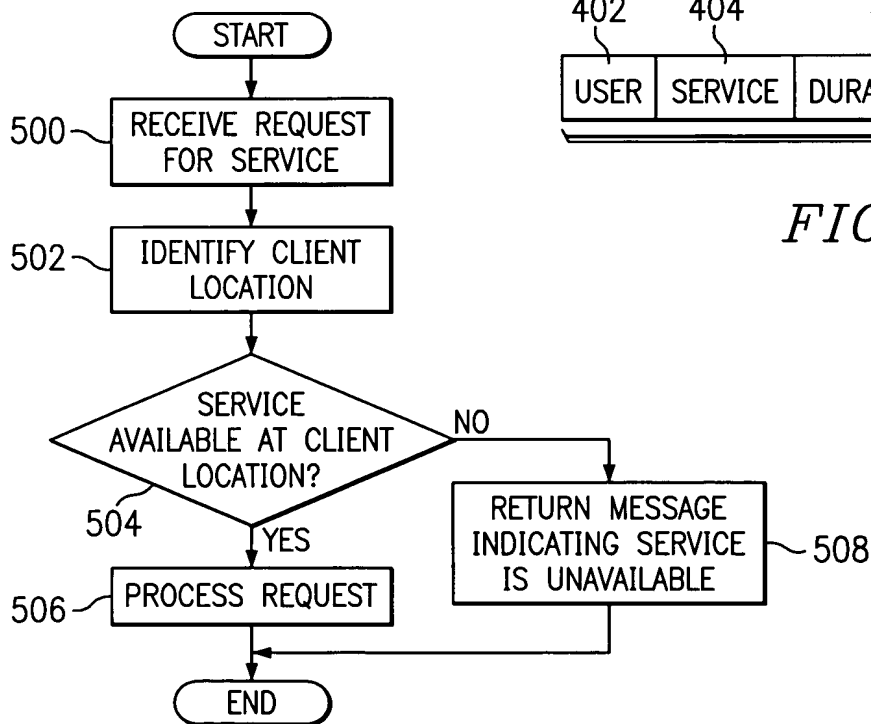 START
500
RECEIVE REQUEST
FOR SERVICE
502
IDENTIFY CLIENT
LOCATION
SERVICE
AVAILABLE AT CLIENT
LOCATION?
504
NO
YES
506
PROCESS REQUEST
RETURN MESSAGE
INDICATING SERVICE
IS UNAVAILABLE
508
END
402
404
USER
SERVICE